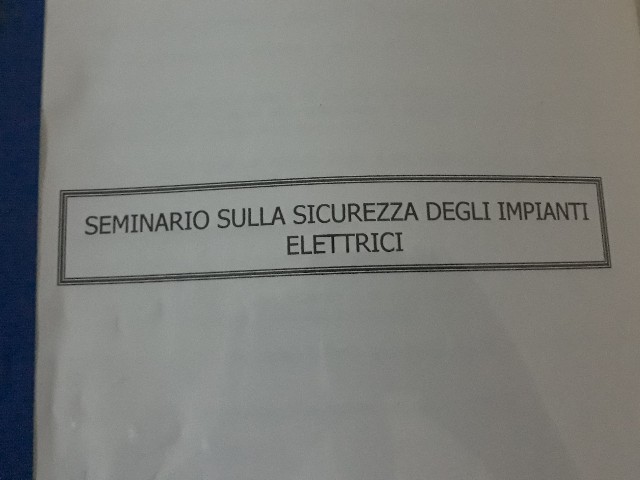 SEMINARIO SULLA SICUREZZA DEGLI IMPIANTI
ELETTRICI